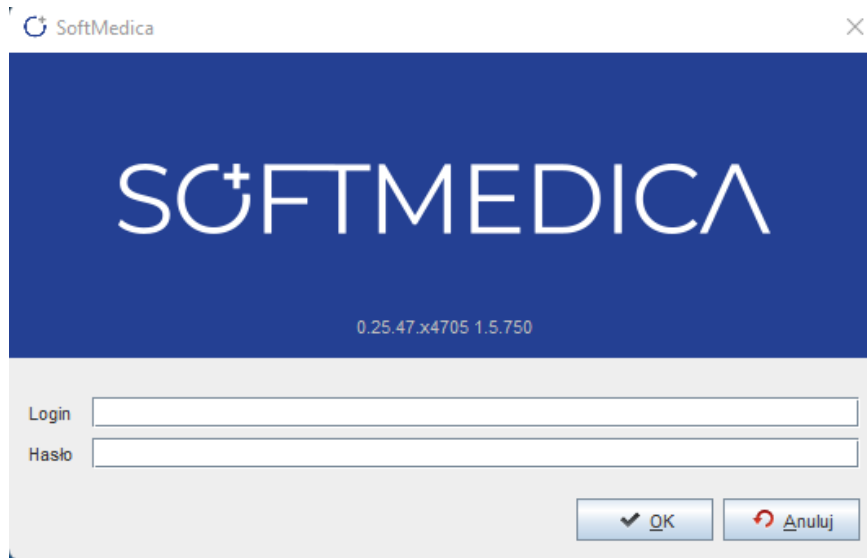 SoftMedica
SOFTMEDICA
0.25.47.x4705 1.5.750
Login
Hasło
OK
Anuluj